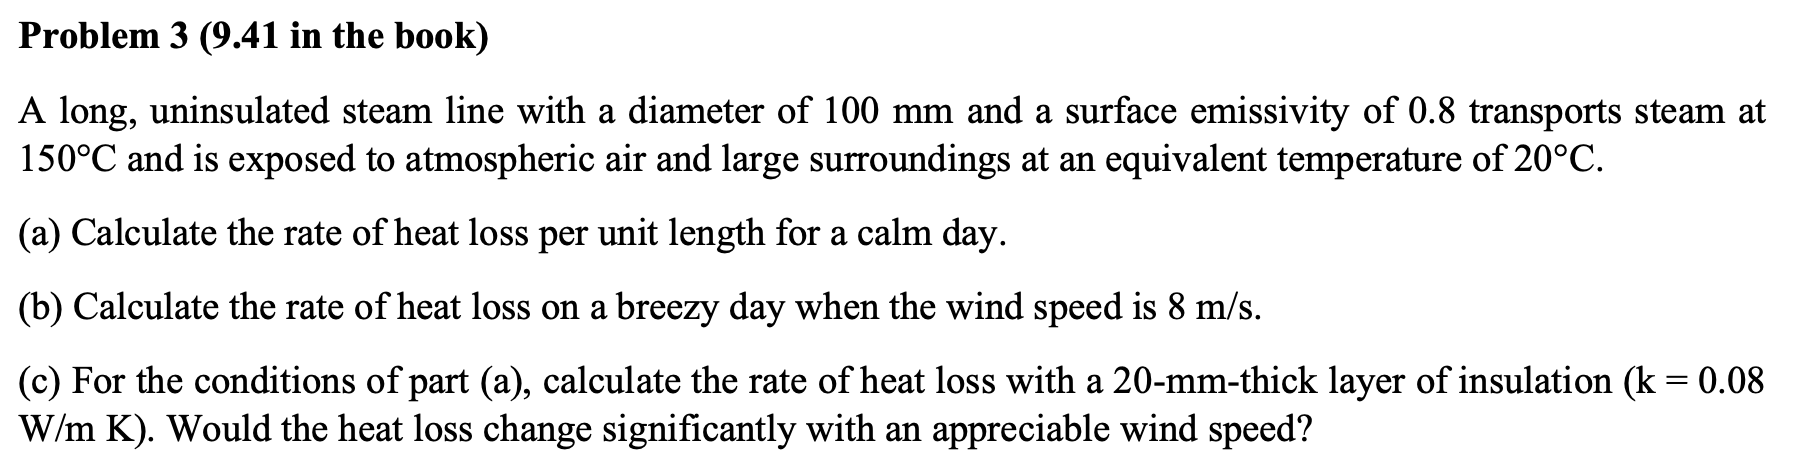 Problem 3 (9.41 in the book)
A long, uninsulated steam line with a diameter of 100 mm and a surface emissivity of 0.8 transports steam at
150°C and is exposed to atmospheric air and large surroundings at an equivalent temperature of 20°C.
(a) Calculate the rate of heat loss per unit length for a calm day.
(b) Calculate the rate of heat loss on a breezy day when the wind speed is 8 m/s.
(c) For the conditions of part (a), calculate the rate of heat loss with a 20-mm-thick layer of insulation (k = 0.08
W/m K). Would the heat loss change significantly with an appreciable wind speed?